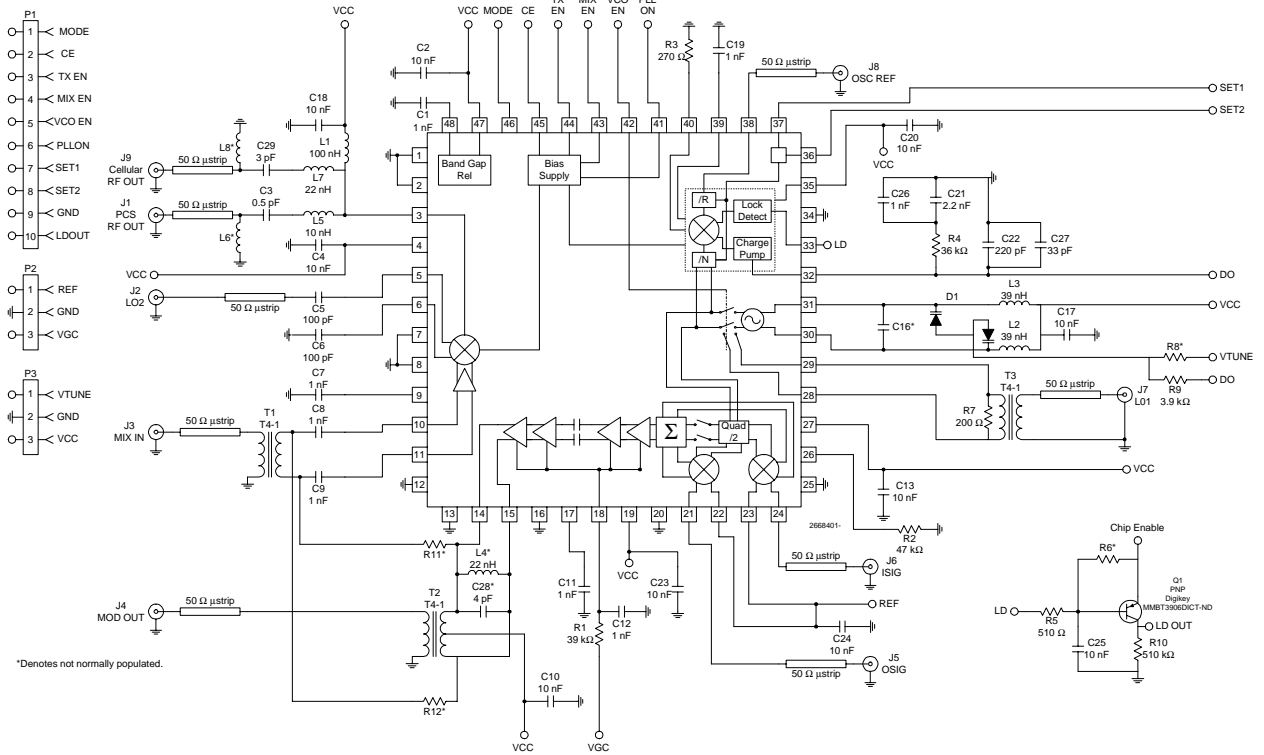 P1
1 MODE
2 CE
3 TX EN
4 MIX EN
5 VCO EN
6 PLLON
7 SET1
8 SET2
9 GND
10 LDOUT
P2
1 REF
2 GND
3 VGC
P3
1 VTUNE
2 GND
3 VCC
VCC
VCC MODE CE
TX EN
MIX EN
VCO EN
PLL ON
C2
10 nF
C1
1 nF
R3
270 Ω
C19
1 nF
50 Ω µstrip
J8
OSC REF
SET1
SET2
C20
10 nF
VCC
C18
10 nF
L1
100 nH
L8*
C29
3 pF
J9
Cellular
RF OUT
50 Ω µstrip
L7
22 nH
C3
0.5 pF
J1
PCS
RF OUT
50 Ω µstrip
L5
10 nH
L6*
C4
10 nF
VCC
J2
LO2
50 Ω µstrip
C5
100 pF
C6
100 pF
C7
1 nF
C8
1 nF
T1
T4-1
J3
MIX IN
50 Ω µstrip
C9
1 nF
48 47 46 45 44 43 42 41 40 39 38 37
1
2
3
4
5
6
7
8
9
10
11
12
36
35
34
33
32
31
30
29
28
27
26
25
13 14 15 16 17 18 19 20 21 22 23 24
Band Gap
Rel
Bias
Supply
/R
Lock
Detect
Charge
Pump
/N
Σ
Quad
/2
LD
C26
1 nF
C21
2.2 nF
R4
36 kΩ
C22
220 pF
C27
33 pF
DO
L3
39 nH
VCC
D1
C16*
L2
39 nH
C17
10 nF
R8*
VTUNE
DO
R9
3.9 kΩ
T3
T4-1
50 Ω µstrip
J7
L01
R7
200 Ω
VCC
C13
10 nF
R2
47 kΩ
2668401-
50 Ω µstrip
J6
ISIG
REF
C24
10 nF
50 Ω µstrip
J5
OSIG
R11*
L4*
22 nH
C28*
4 pF
T2
T4-1
J4
MOD OUT
50 Ω µstrip
R12*
C10
10 nF
VCC
C11
1 nF
R1
39 kΩ
C12
1 nF
VGC
VCC
C23
10 nF
Chip Enable
R6*
Q1
PNP
Digikey
MMBT3906DICT-ND
LD
R5
510 Ω
LD OUT
C25
10 nF
R10
510 kΩ
*Denotes not normally populated.